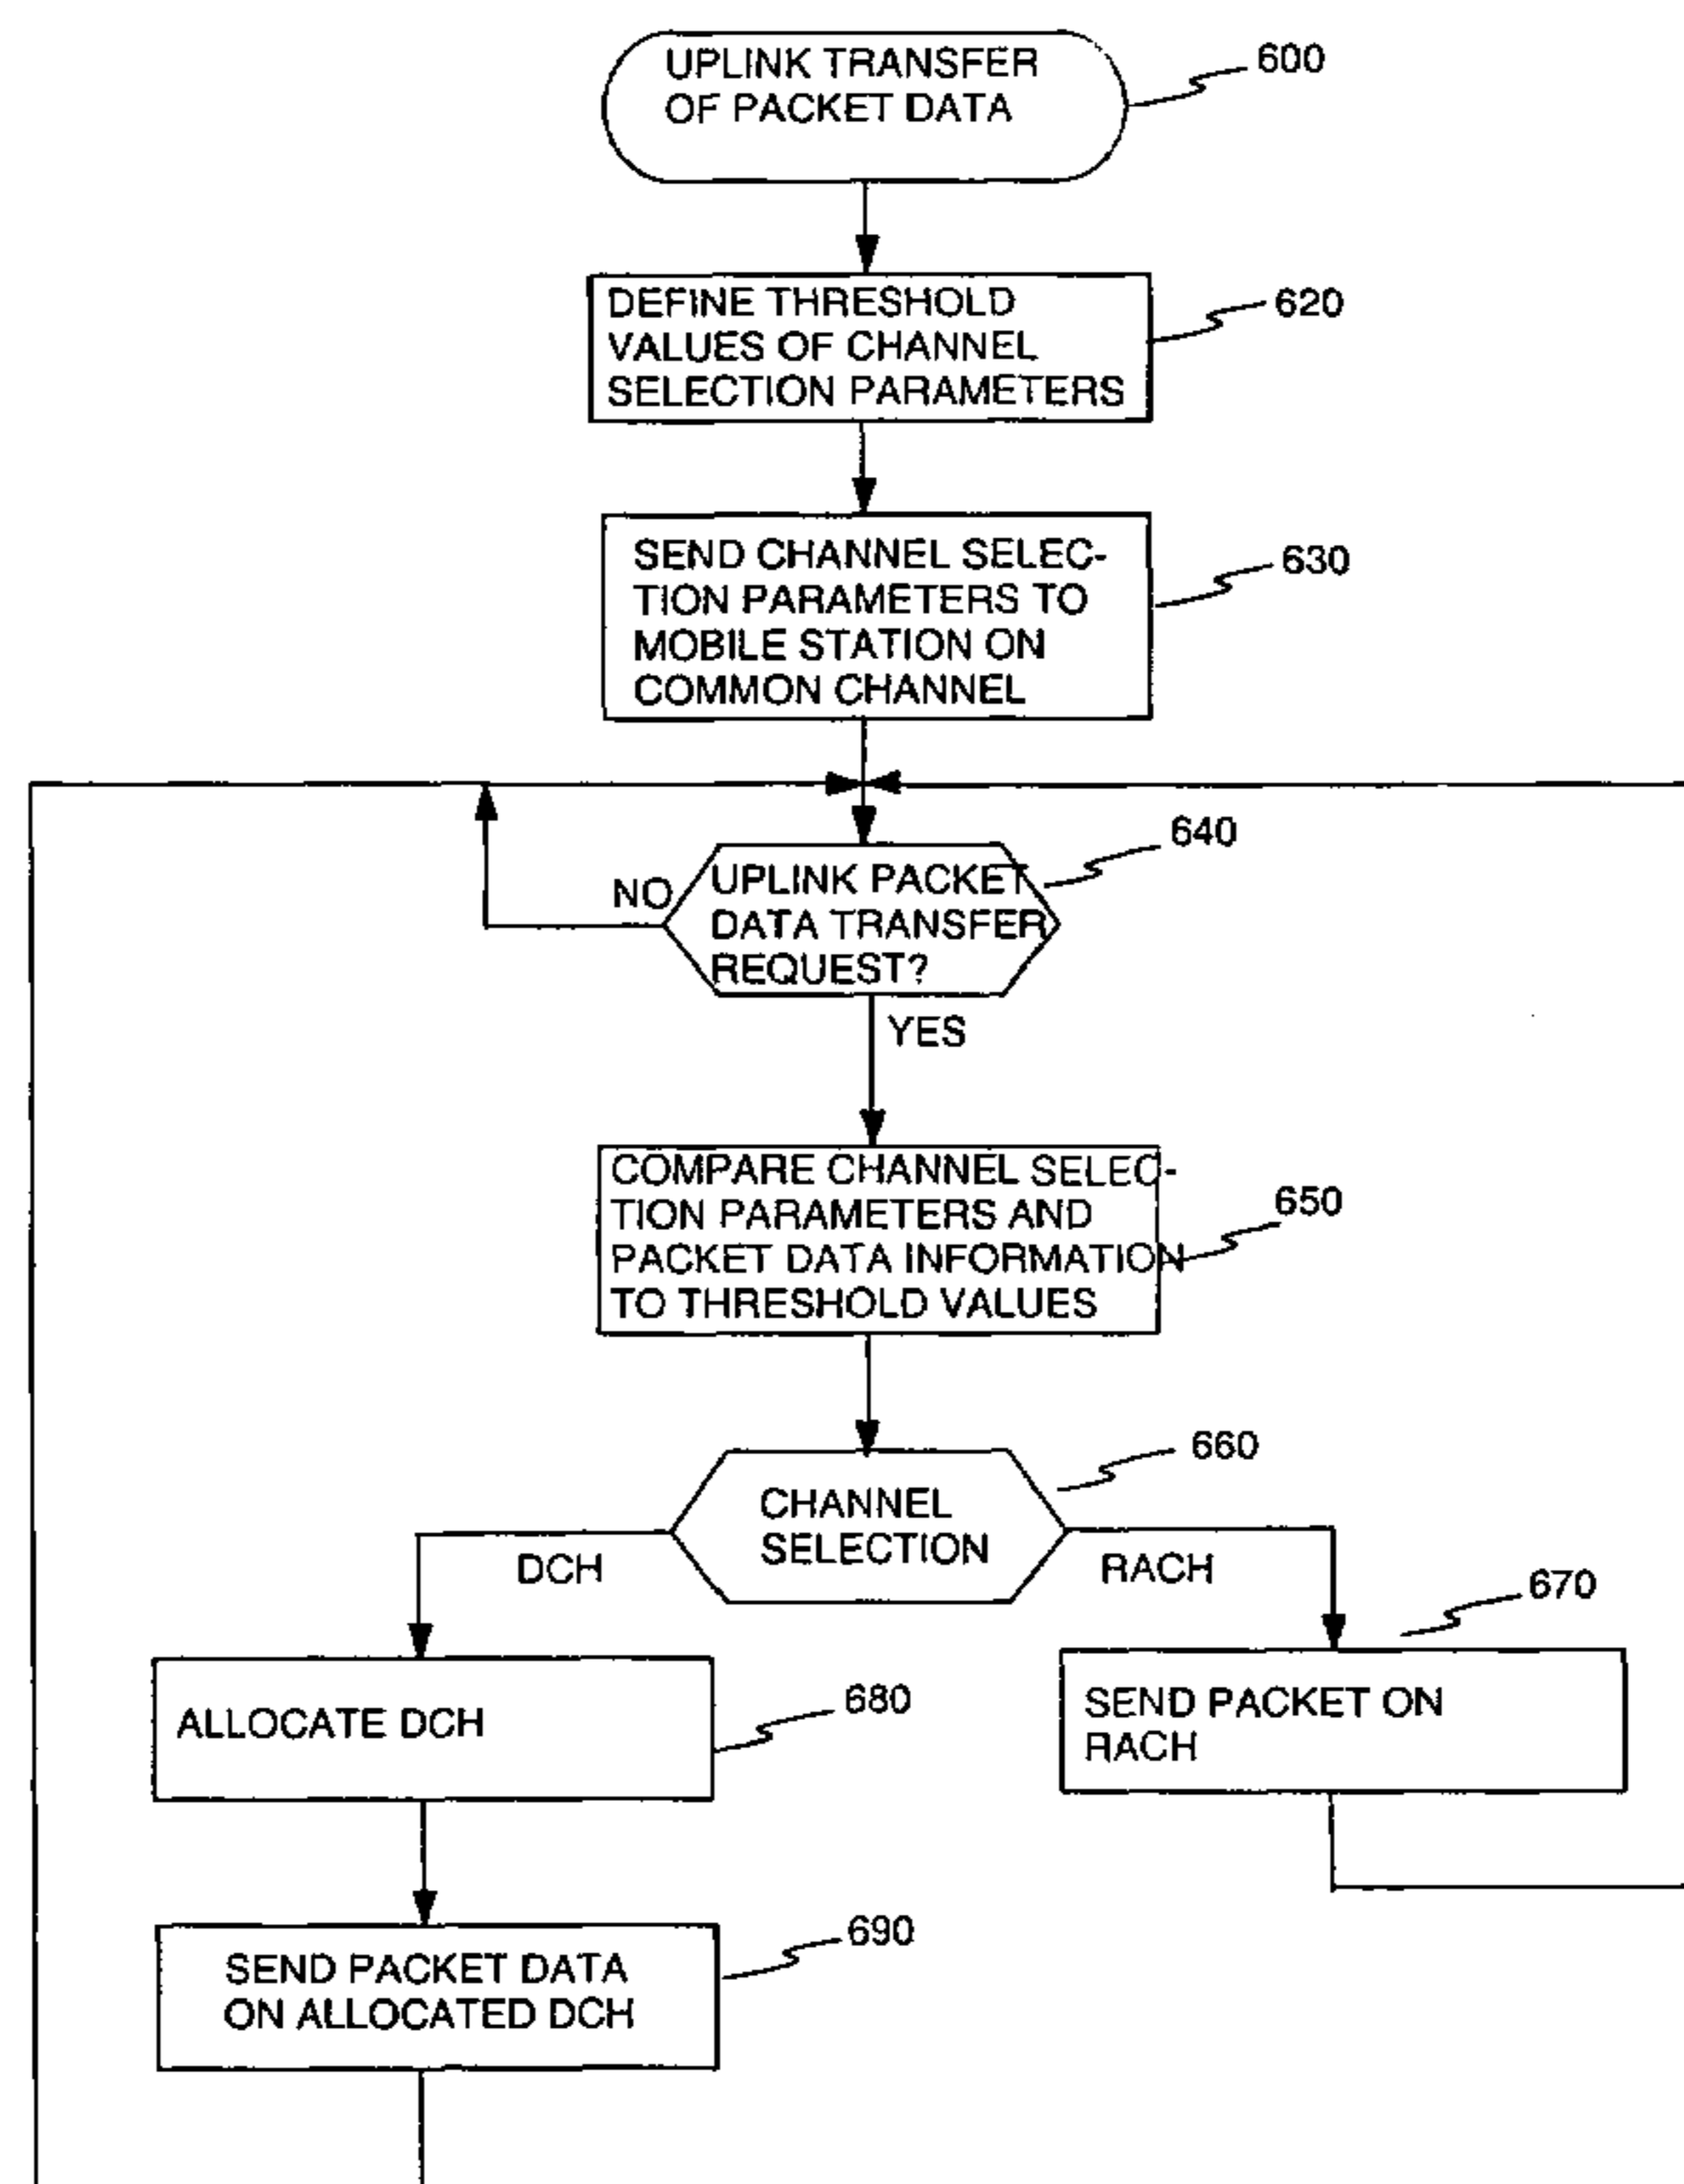 UPLINK TRANSFER
OF PACKET DATA
600
DEFINE THRESHOLD
VALUES OF CHANNEL
SELECTION PARAMETERS
620
SEND CHANNEL SELEC-
TION PARAMETERS TO
MOBILE STATION ON
COMMON CHANNEL
630
640
NO
UPLINK PACKET
DATA TRANSFER
REQUEST?
YES
COMPARE CHANNEL SELEC-
TION PARAMETERS AND
PACKET DATA INFORMATION
TO THRESHOLD VALUES
650
660
CHANNEL
SELECTION
DCH
RACH
670
ALLOCATE DCH
680
SEND PACKET ON
RACH
690
SEND PACKET DATA
ON ALLOCATED DCH